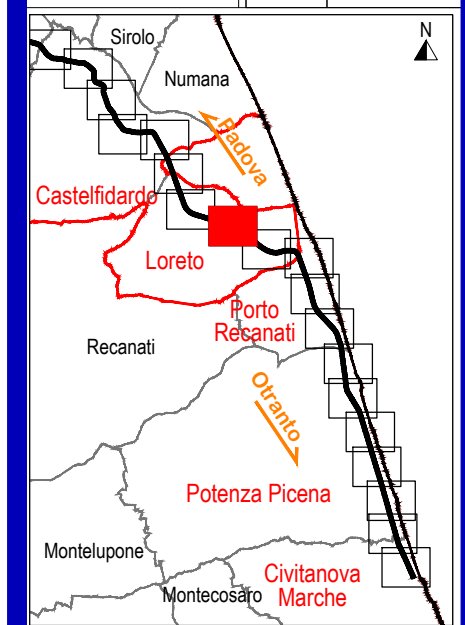 Sirolo
N
Numana
Padova
Castelfidardo
Loreto
Porto
Recanati
Recanati
Otranto
Potenza Picena
Montelupone
Civitanova
Marche
Montecosaro